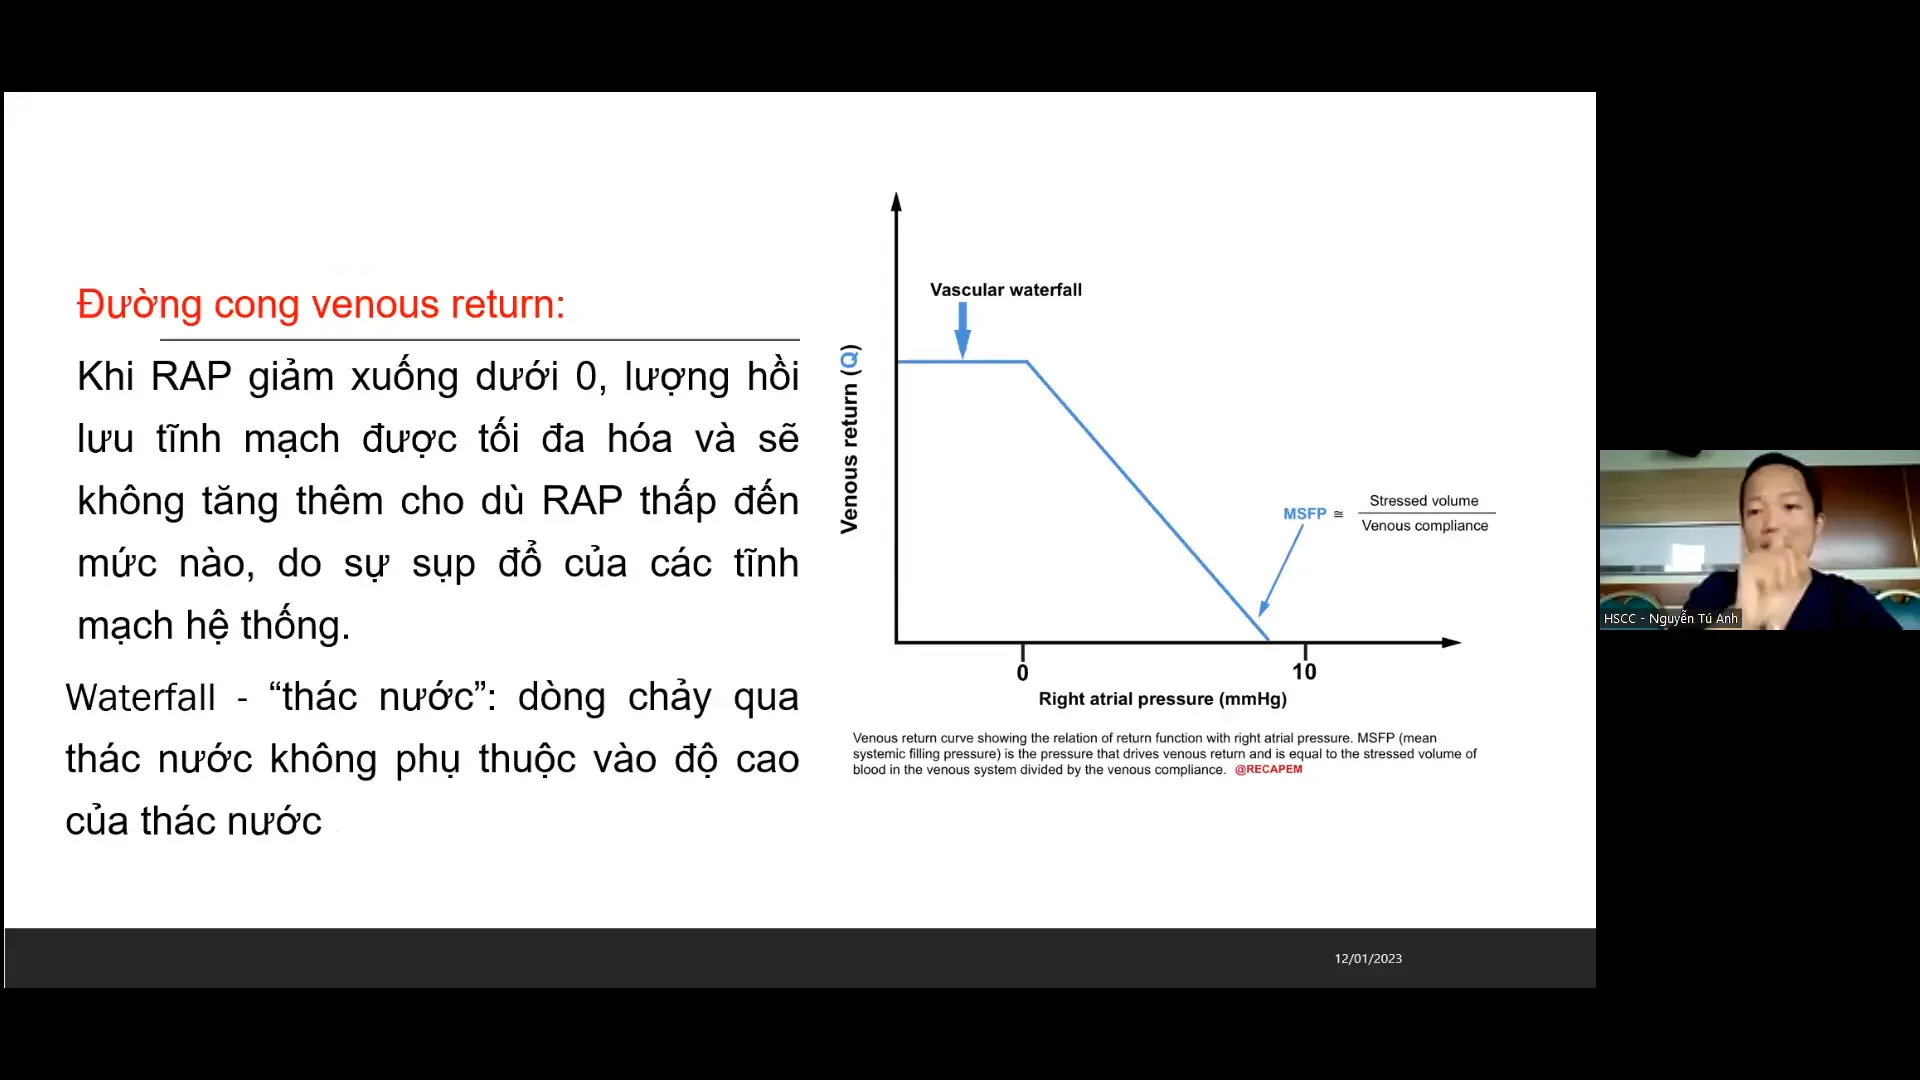 Đường cong venous return:
Khi RAP giảm xuống dưới 0, lượng hồi
lưu tĩnh mạch được tối đa hóa và sẽ
không tăng thêm cho dù RAP thấp đến
mức nào, do sự sụp đổ của các tĩnh
mạch hệ thống.
Waterfall - “thác nước”: dòng chảy qua
thác nước không phụ thuộc vào độ cao
của thác nước
Vascular waterfall
Venous return (Q)
MSFP ≅ Stressed volume
Venous compliance
0
10
Right atrial pressure (mmHg)
Venous return curve showing the relation of return function with right atrial pressure. MSFP (mean
systemic filling pressure) is the pressure that drives venous return and is equal to the stressed volume of
blood in the venous system divided by the venous compliance. @RECAPEM
12/01/2023
HSCC - Nguyễn Tú Anh